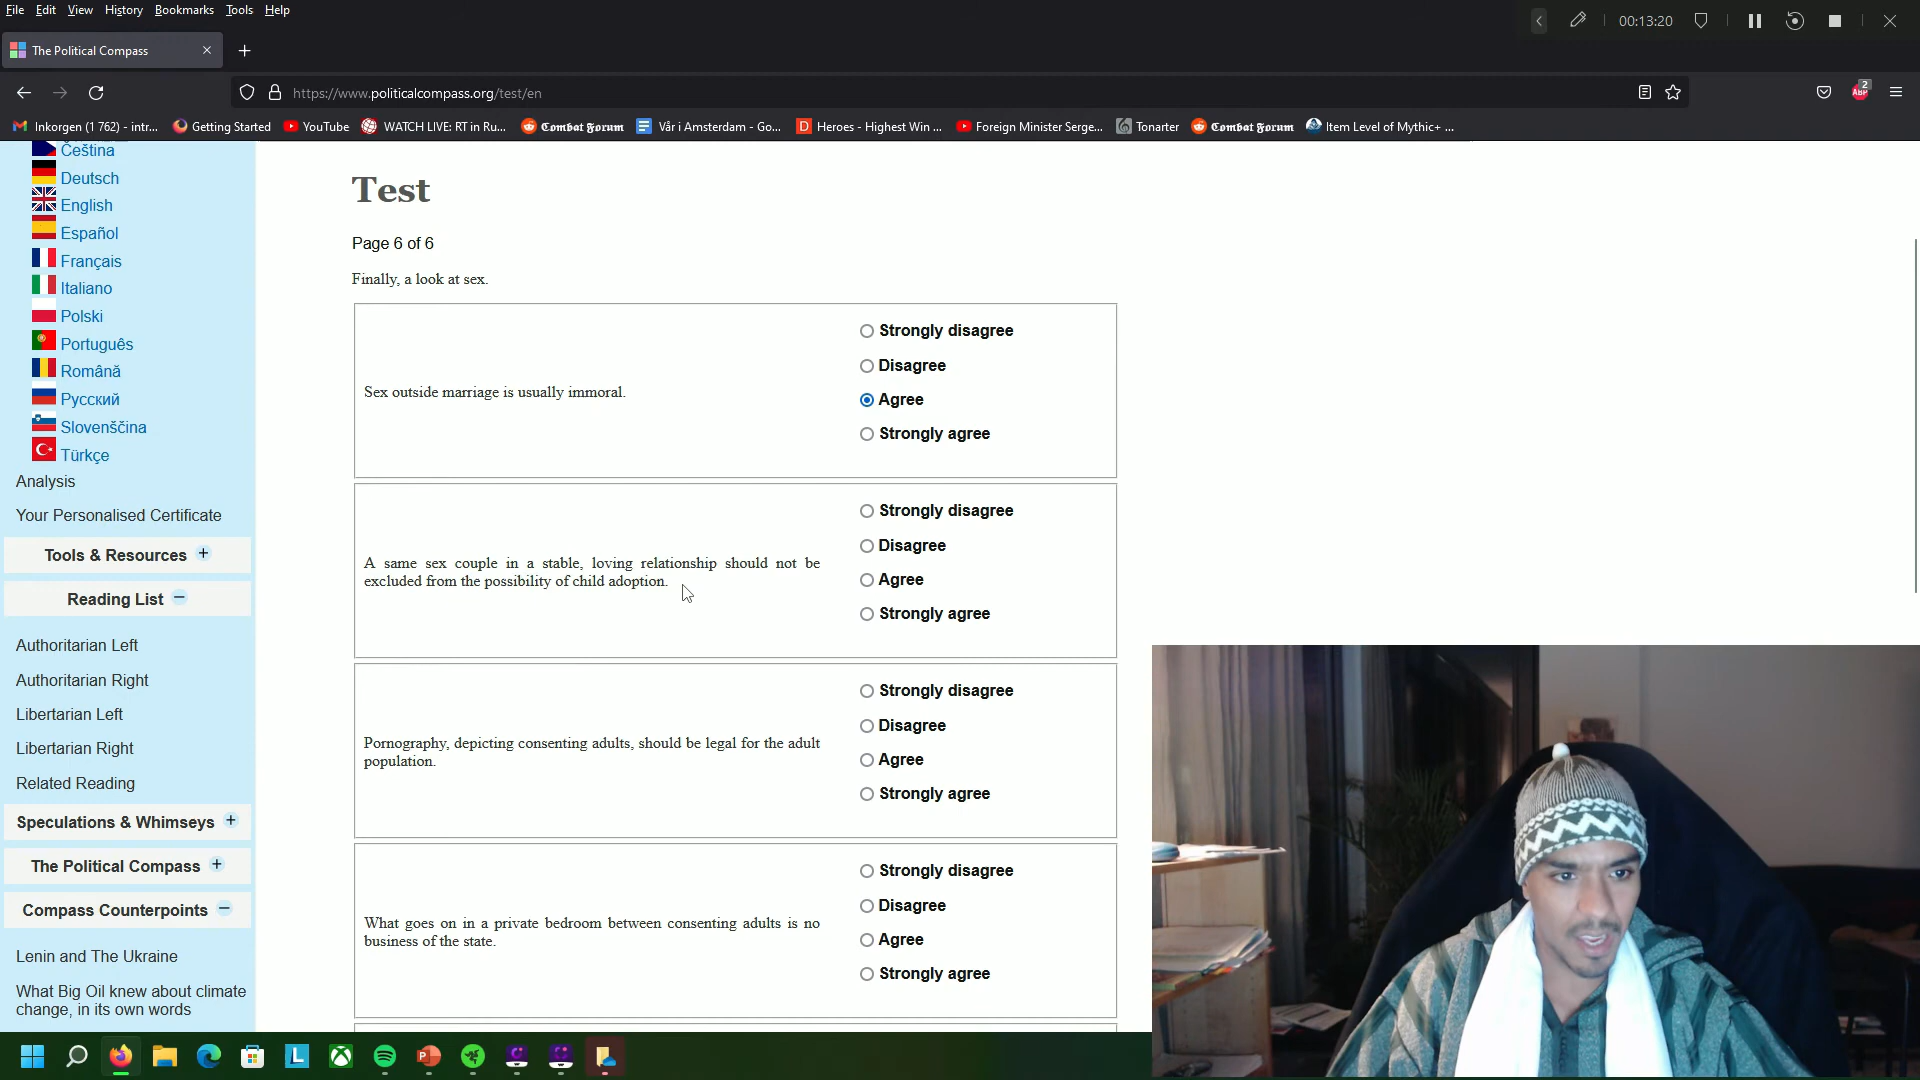 File Edit View History Bookmarks Tools Help
00:13:20
The Political Compass
https://www.politicalcompass.org/test/en
2
ABP
Inkorgen (1 762) - intr...
Getting Started
YouTube
WATCH LIVE: RT in Ru...
Combat Forum
Vår i Amsterdam - Go...
Heroes - Highest Win ...
Foreign Minister Serge...
Tonarter
Combat Forum
Item Level of Mythic+ ...
Čeština
Deutsch
English
Español
Français
Italiano
Polski
Português
Română
Русский
Slovenščina
Türkçe
Analysis
Your Personalised Certificate
Tools & Resources +
Reading List −
Authoritarian Left
Authoritarian Right
Libertarian Left
Libertarian Right
Related Reading
Speculations & Whimseys +
The Political Compass +
Compass Counterpoints −
Lenin and The Ukraine
What Big Oil knew about climate
change, in its own words
Test
Page 6 of 6
Finally, a look at sex.
Sex outside marriage is usually immoral.
Strongly disagree
Disagree
Agree
Strongly agree
A same sex couple in a stable, loving relationship should not be
excluded from the possibility of child adoption.
Strongly disagree
Disagree
Agree
Strongly agree
Pornography, depicting consenting adults, should be legal for the adult
population.
Strongly disagree
Disagree
Agree
Strongly agree
What goes on in a private bedroom between consenting adults is no
business of the state.
Strongly disagree
Disagree
Agree
Strongly agree